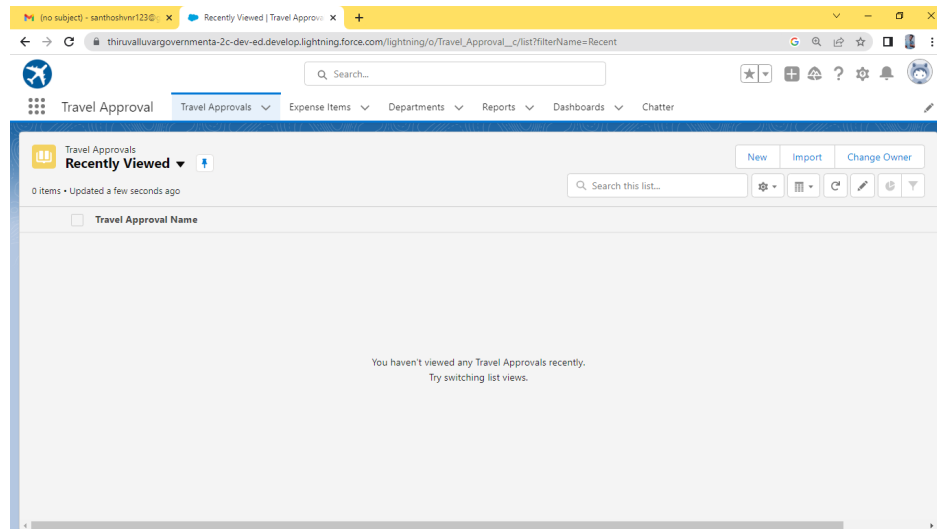 (no subject) - santhoshvnr123@g
Recently Viewed | Travel Approva
thiruvalluvargovernmenta-2c-dev-ed.develop.lightning.force.com/lightning/o/Travel_Approval__c/list?filterName=Recent
Search...
Travel Approval
Travel Approvals
Expense Items
Departments
Reports
Dashboards
Chatter
Travel Approvals
Recently Viewed
New
Import
Change Owner
0 items • Updated a few seconds ago
Search this list...
Travel Approval Name
You haven't viewed any Travel Approvals recently.
Try switching list views.